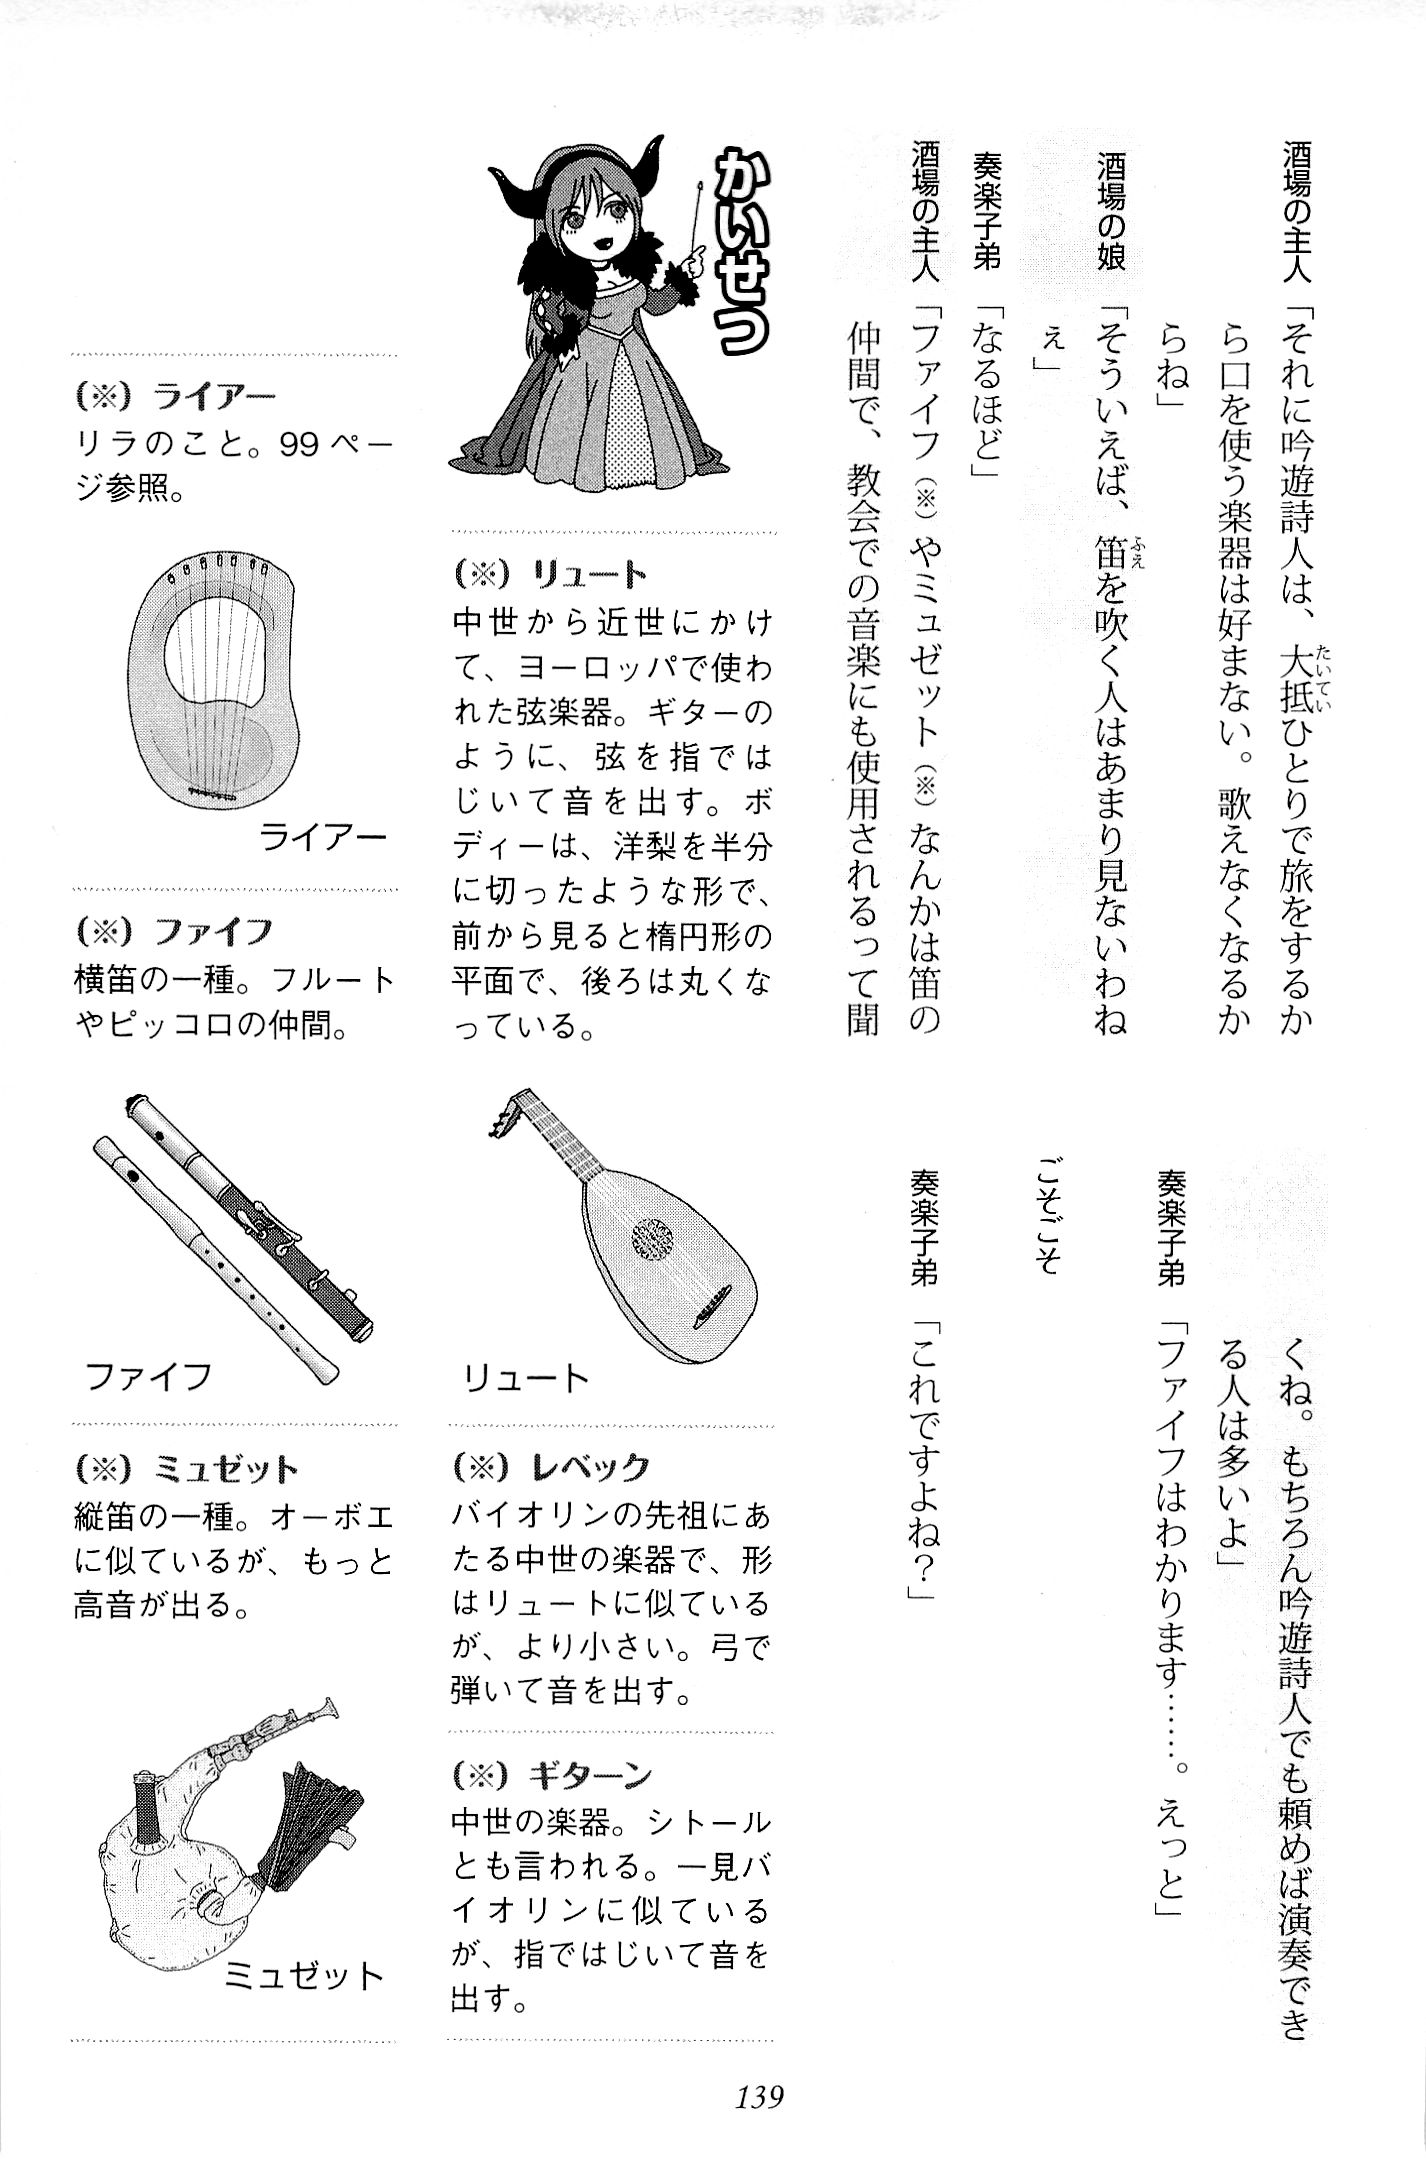 酒場の主人「それに吟遊詩人は、大抵ひとりで旅をするか
ら口を使う楽器は好まない。歌えなくなるか
らね」
酒場の娘「そういえば、笛を吹く人はあまり見ないわね
ぇ」
奏楽子弟「なるほど」
酒場の主人「ファイフ(※)やミュゼット(※)なんかは笛の
仲間で、教会での音楽にも使用されるって聞
くね。もちろん吟遊詩人でも頼めば演奏でき
る人は多いよ」
奏楽子弟「ファイフはわかります……。えっと」
ごそごそ
奏楽子弟「これですよね?」
かいせつ
(※) リュート
中世から近世にかけ
て、ヨーロッパで使わ
れた弦楽器。ギターの
ように、弦を指では
じいて音を出す。ボ
ディーは、洋梨を半分
に切ったような形で、
前から見ると楕円形の
平面で、後ろは丸くな
っている。
リュート
(※) レベック
バイオリンの先祖にあ
たる中世の楽器で、形
はリュートに似ている
が、より小さい。弓で
弾いて音を出す。
(※) ギターン
中世の楽器。シトール
とも言われる。一見バ
イオリンに似ている
が、指ではじいて音を
出す。
(※) ライアー
リラのこと。99 ペー
ジ参照。
ライアー
(※) ファイフ
横笛の一種。フルート
やピッコロの仲間。
ファイフ
(※) ミュゼット
縦笛の一種。オーボエ
に似ているが、もっと
高音が出る。
ミュゼット
139